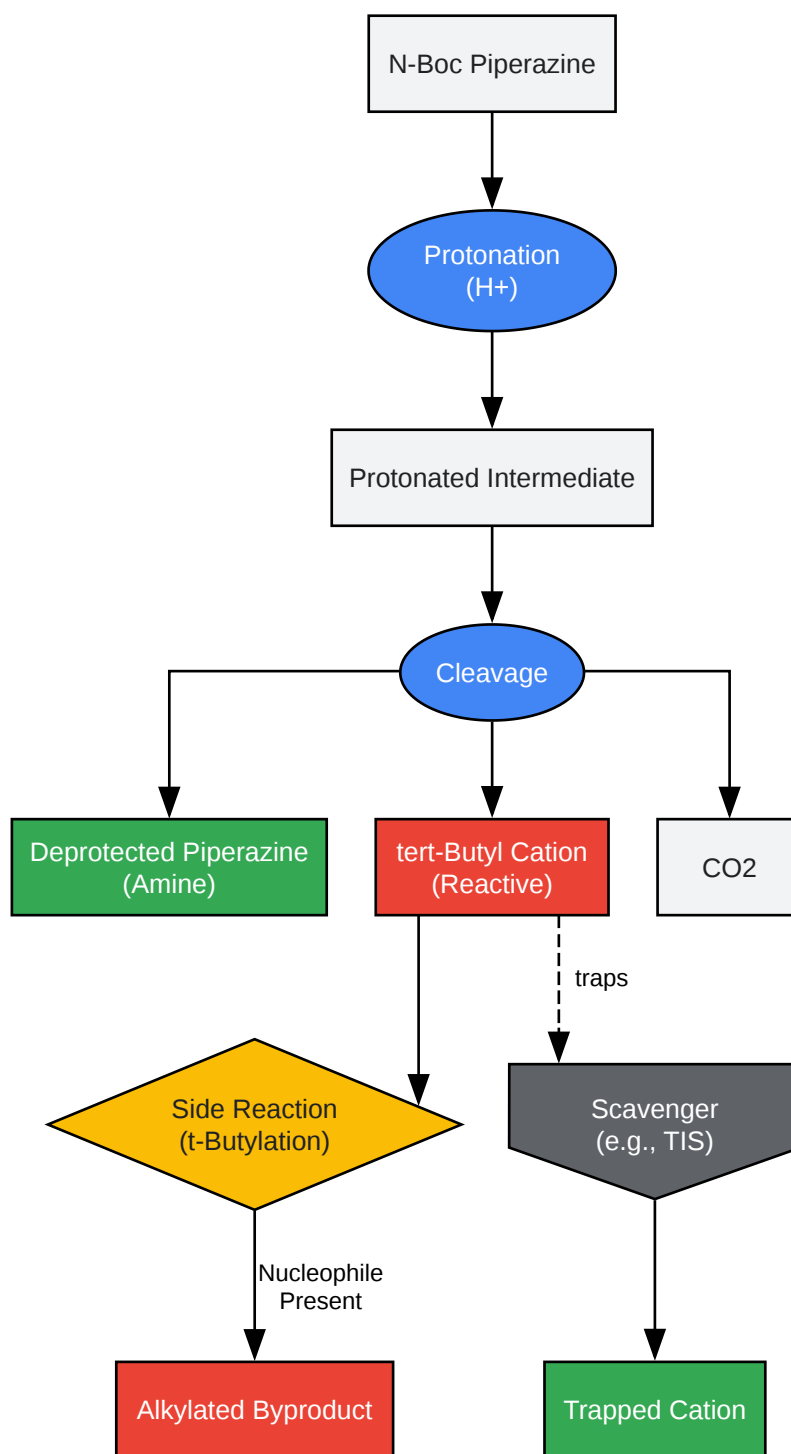 N-Boc Piperazine
Protonation
(H+)
Protonated Intermediate
Cleavage
Deprotected Piperazine
(Amine)
tert-Butyl Cation
(Reactive)
CO2
traps
Side Reaction
(t-Butylation)
Scavenger
(e.g., TIS)
Nucleophile
Present
Alkylated Byproduct
Trapped Cation